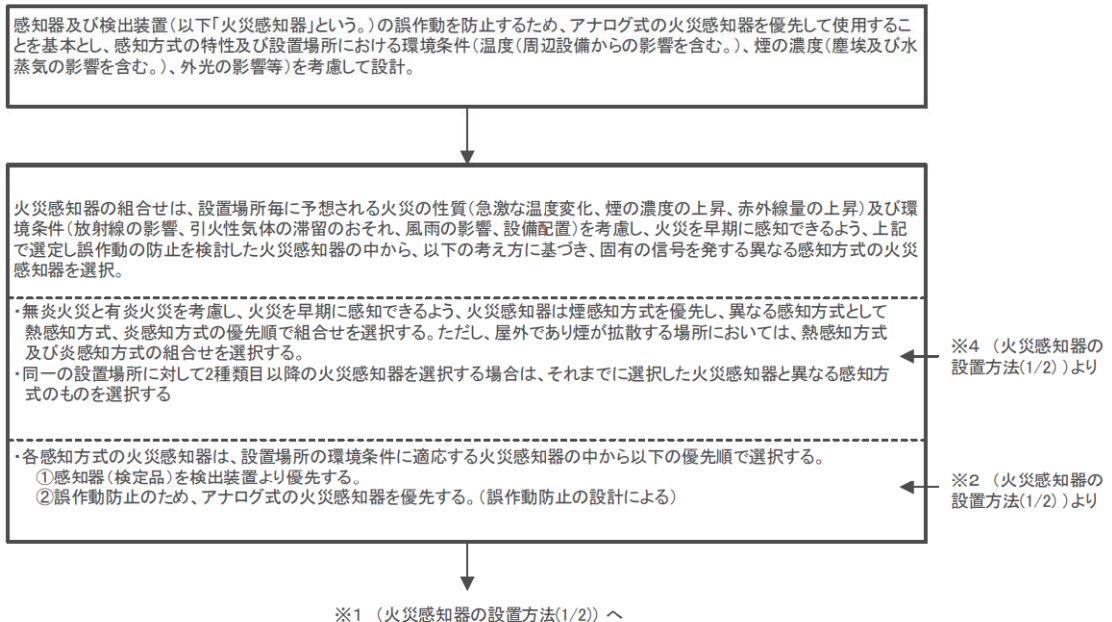 感知器及び検出装置(以下「火災感知器」という。)の誤作動を防止するため、アナログ式の火災感知器を優先して使用するこ
とを基本とし、感知方式の特性及び設置場所における環境条件(温度(周辺設備からの影響を含む。)、煙の濃度(塵埃及び水
蒸気の影響を含む。)、外光の影響等)を考慮して設計。
火災感知器の組合せは、設置場所毎に予想される火災の性質(急激な温度変化、煙の濃度の上昇、赤外線量の上昇)及び環
境条件(放射線の影響、引火性気体の滞留のおそれ、風雨の影響、設備配置)を考慮し、火災を早期に感知できるよう、上記
で選定し誤作動の防止を検討した火災感知器の中から、以下の考え方に基づき、固有の信号を発する異なる感知方式の火災
感知器を選択。
・無炎火災と有炎火災を考慮し、火災を早期に感知できるよう、火災感知器は煙感知方式を優先し、異なる感知方式として
熱感知方式、炎感知方式の優先順で組合せを選択する。ただし、屋外であり煙が拡散する場所においては、熱感知方式
及び炎感知方式の組合せを選択する。
・同一の設置場所に対して2種類目以降の火災感知器を選択する場合は、それまでに選択した火災感知器と異なる感知方
式のものを選択する
※4 (火災感知器の
設置方法(1/2) )より
・各感知方式の火災感知器は、設置場所の環境条件に適応する火災感知器の中から以下の優先順で選択する。
①感知器(検定品)を検出装置より優先する。
②誤作動防止のため、アナログ式の火災感知器を優先する。(誤作動防止の設計による)
※2 (火災感知器の
設置方法(1/2) )より
※1 (火災感知器の設置方法(1/2)) へ